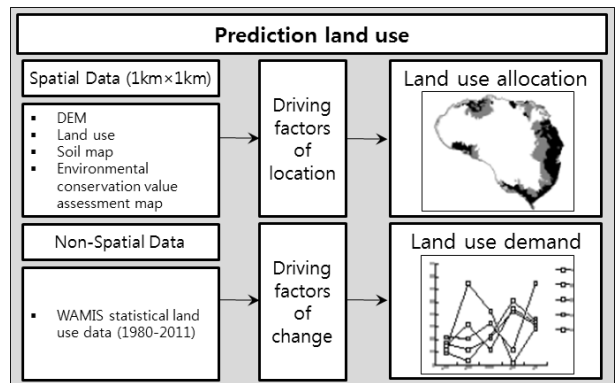 Prediction land use
Spatial Data (1km×1km)
▪ DEM
▪ Land use
▪ Soil map
▪ Environmental
conservation value
assessment map
Driving
factors
of
location
Land use allocation
Non-Spatial Data
▪ WAMIS statistical land
use data (1980-2011)
Driving
factors
of
change
Land use demand